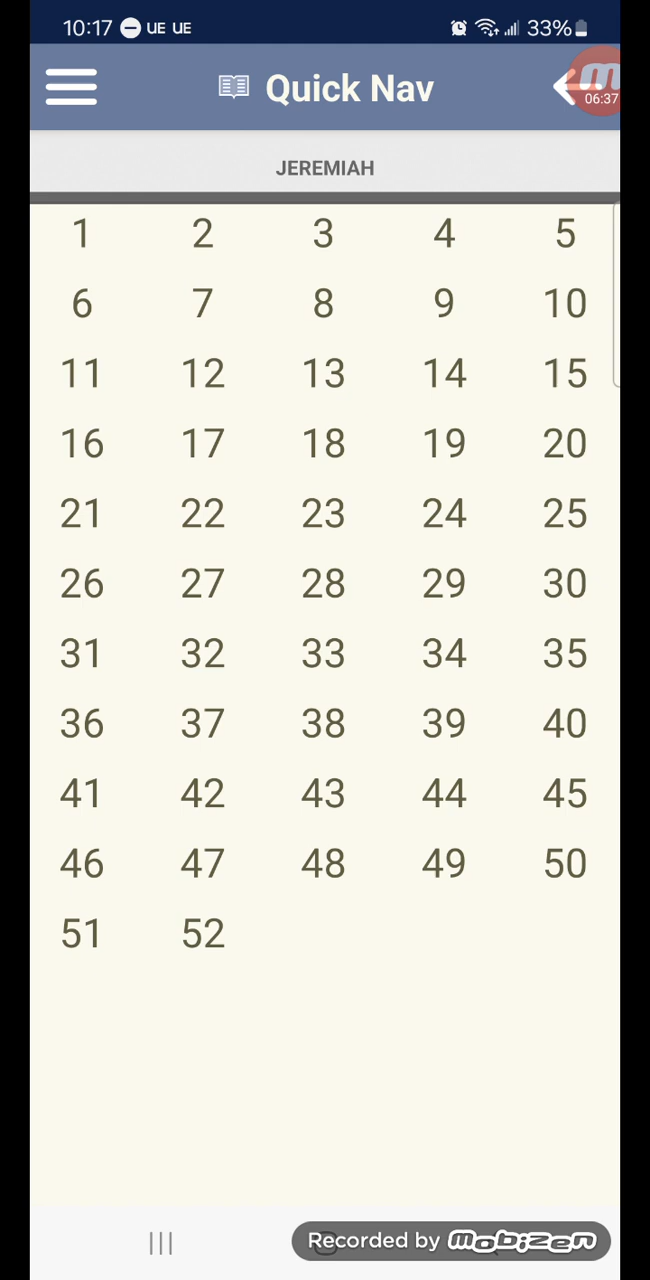 10:17 UE UE 33%
Quick Nav
06:37
JEREMIAH
1 2 3 4 5
6 7 8 9 10
11 12 13 14 15
16 17 18 19 20
21 22 23 24 25
26 27 28 29 30
31 32 33 34 35
36 37 38 39 40
41 42 43 44 45
46 47 48 49 50
51 52
Recorded by mobizen